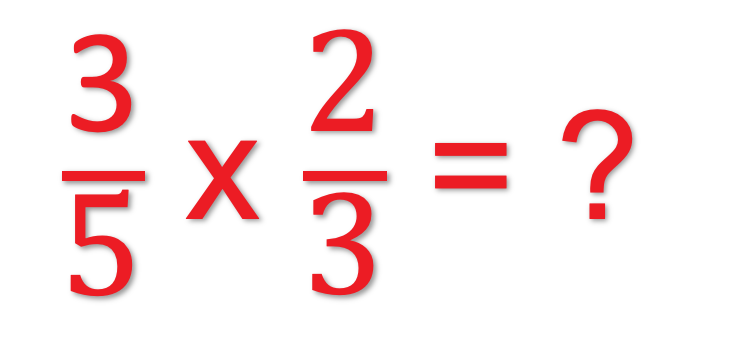 3/5 x 2/3 = ?